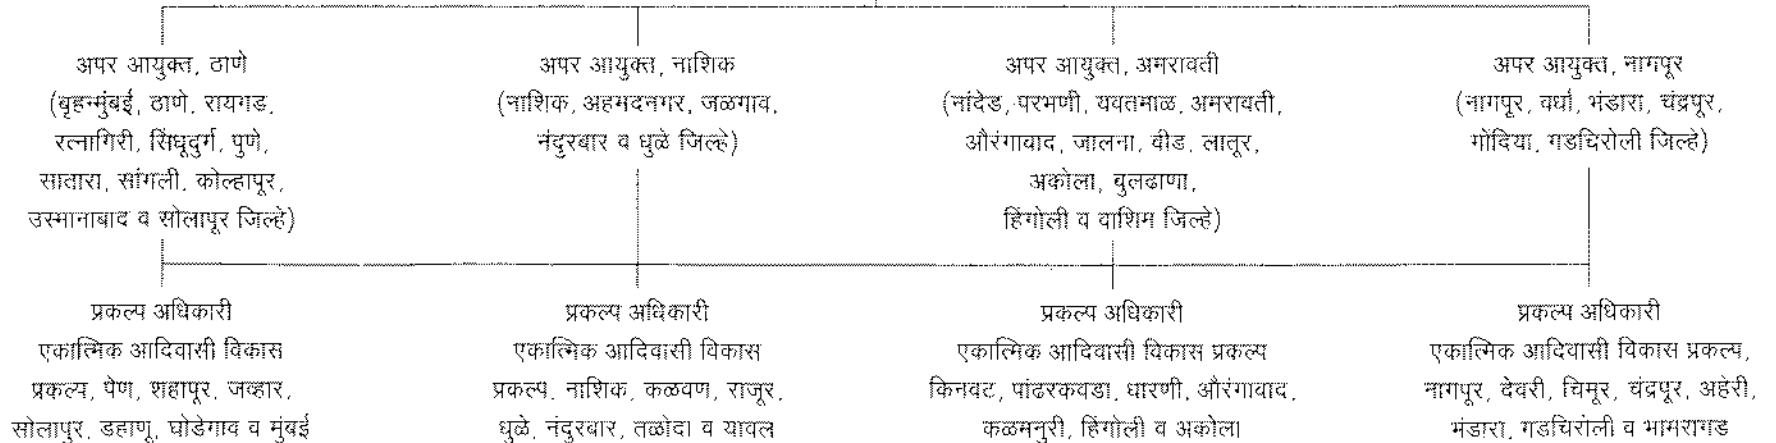 अपर आयुक्त, ठाणे
(बृहन्मुंबई, ठाणे, रायगड,
रत्नागिरी, सिंधूदुर्ग, पुणे,
सातारा, सांगली, कोल्हापूर,
उस्मानाबाद व सोलापूर जिल्हे)
अपर आयुक्त, नाशिक
(नाशिक, अहमदनगर, जळगाव,
नंदुरबार व धुळे जिल्हे)
अपर आयुक्त, अमरावती
(नांदेड, परभणी, यवतमाळ, अमरावती,
औरंगाबाद, जालना, बीड, लातूर,
अकोला, बुलढाणा,
हिंगोली व वाशिम जिल्हे)
अपर आयुक्त, नागपूर
(नागपूर, वर्धा, भंडारा, चंद्रपूर,
गोंदिया, गडचिरोली जिल्हे)
प्रकल्प अधिकारी
एकात्मिक आदिवासी विकास
प्रकल्प, पेण, शहापूर, जव्हार,
सोलापुर, डहाणू, घोडेगाव व मुंबई
प्रकल्प अधिकारी
एकात्मिक आदिवासी विकास
प्रकल्प, नाशिक, कळवण, राजूर,
धुळे, नंदुरबार, तळोदा व यावल
प्रकल्प अधिकारी
एकात्मिक आदिवासी विकास प्रकल्प
किनवट, पांढरकवडा, धारणी, औरंगाबाद,
कळमनुरी, हिंगोली व अकोला
प्रकल्प अधिकारी
एकात्मिक आदिवासी विकास प्रकल्प,
नागपूर, देवरी, चिमूर, चंद्रपूर, अहेरी,
भंडारा, गडचिरोली व भामरागड